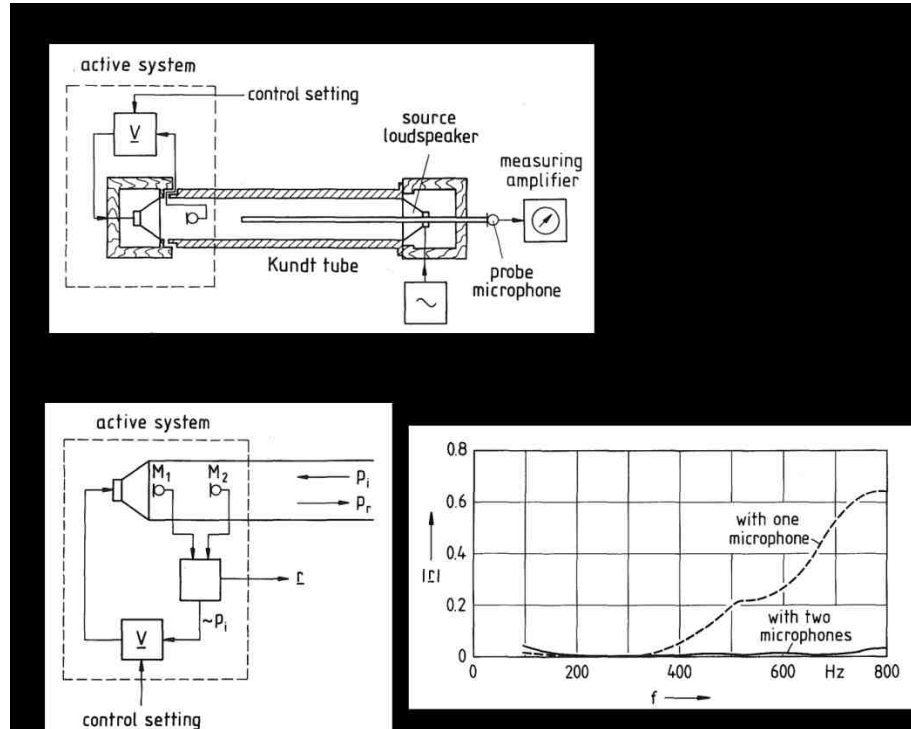 active system
control setting
V
source
loudspeaker
measuring
amplifier
Kundt tube
probe
microphone
~
active system
M₁
M₂
pᵢ
pᵣ
r
~pᵢ
V
control setting
0.8
0.6
0.4
0.2
0
|r|
with one
microphone
with two
microphones
0
200
400
600
Hz
800
f